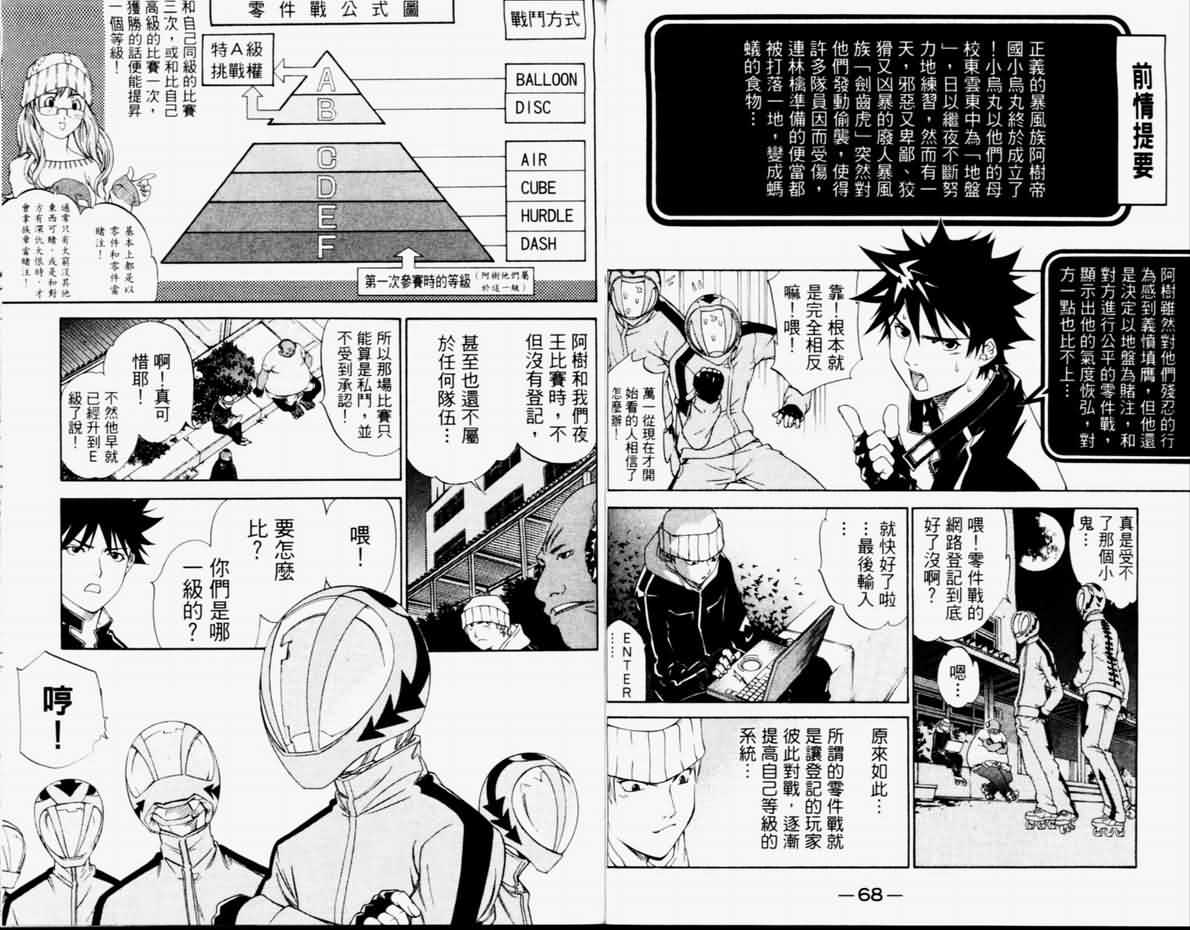 前情提要
正義的暴風族阿樹帝
國小烏丸終於成立了
！小烏丸以他們的母
校東雲東中為「地盤
」，日以繼夜不斷努
力地練習，然而有一
天，邪惡又卑鄙、狡
猾又凶暴的廢人暴風
族「劍齒虎」突然對
他們發動偷襲，使得
許多隊員因而受傷，
連林檎準備的便當都
被打落一地，變成螞
蟻的食物…
阿樹雖然對他們殘忍的行
為感到義憤填膺，但他還
是決定以地盤為賭注，和
對方進行公平的零件戰，
顯示出他的氣度恢弘，對
方一點也比不上…
靠！根本就
是完全相反
嘛！喂！
萬一從現在才開
始看的人相信了
怎麼辦！
真是受不
了那個小
鬼…
喂！零件戰的
網路登記到底
好了沒啊？
嗯…
就快好了啦
…最後輸入
…
ENTER
……
原來如此…
所謂的零件戰就
是讓登記的玩家
彼此對戰，逐漸
提高自己等級的
系統…
—68—
零件戰公式圖
戰鬥方式
特A級
挑戰權
A
B
C
D
E
F
BALLOON
DISC
AIR
CUBE
HURDLE
DASH
第一次參賽時的等級（阿樹他們屬
於這一級）
和自己同級的比賽
三次，或和比自己
高級的比賽一次，
獲勝的話便能提昇
一個等級！
基本上都是以
零件和零件當
賭注！
通常只有太窮沒其他
東西可賭，或是和對
方有深仇大恨時，才
會拿族章當賭注！
阿樹和我們夜
王比賽時，不
但沒有登記，
甚至也還不屬
於任何隊伍…
所以那場比賽只
能算是私鬥，並
不受到承認！
啊！真可
惜耶！
不然他早就
已經升到E
級了說！
喂！
要怎麼
比？
你們是哪
一級的？
哼！